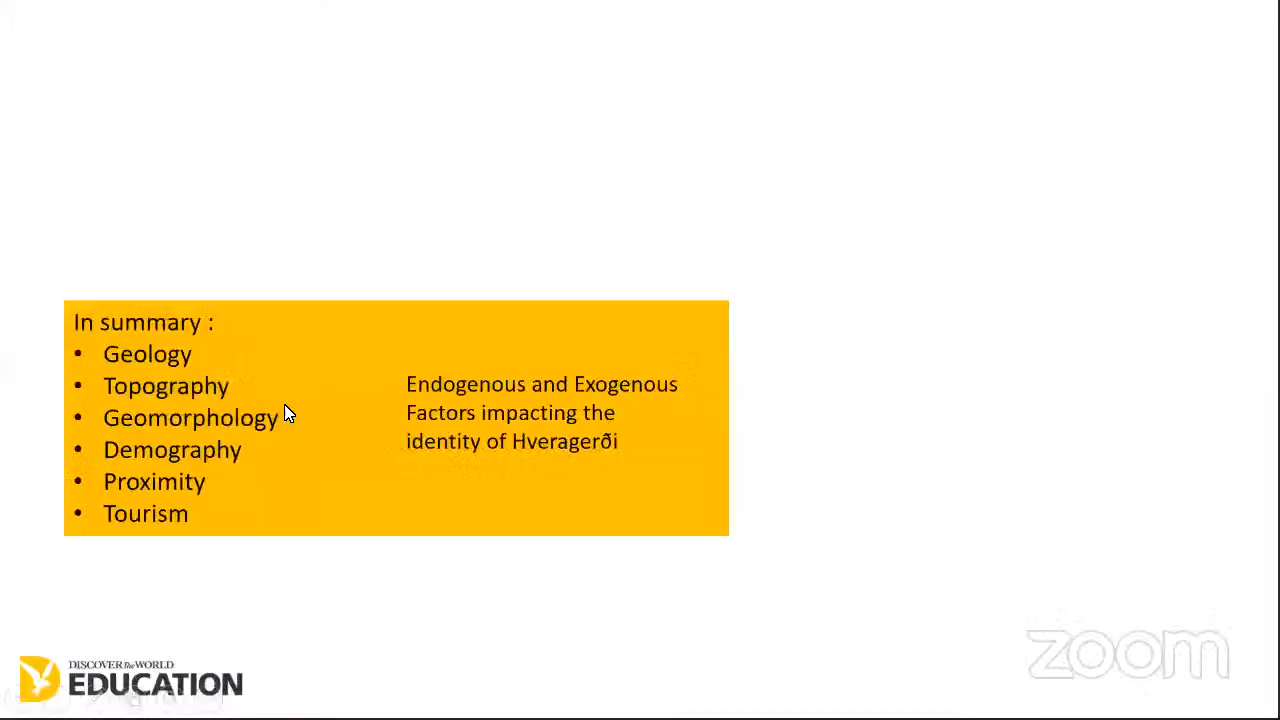 In summary :
• Geology
• Topography
• Geomorphology
• Demography
• Proximity
• Tourism
Endogenous and Exogenous
Factors impacting the
identity of Hveragerði
DISCOVER the WORLD
EDUCATION
zoom